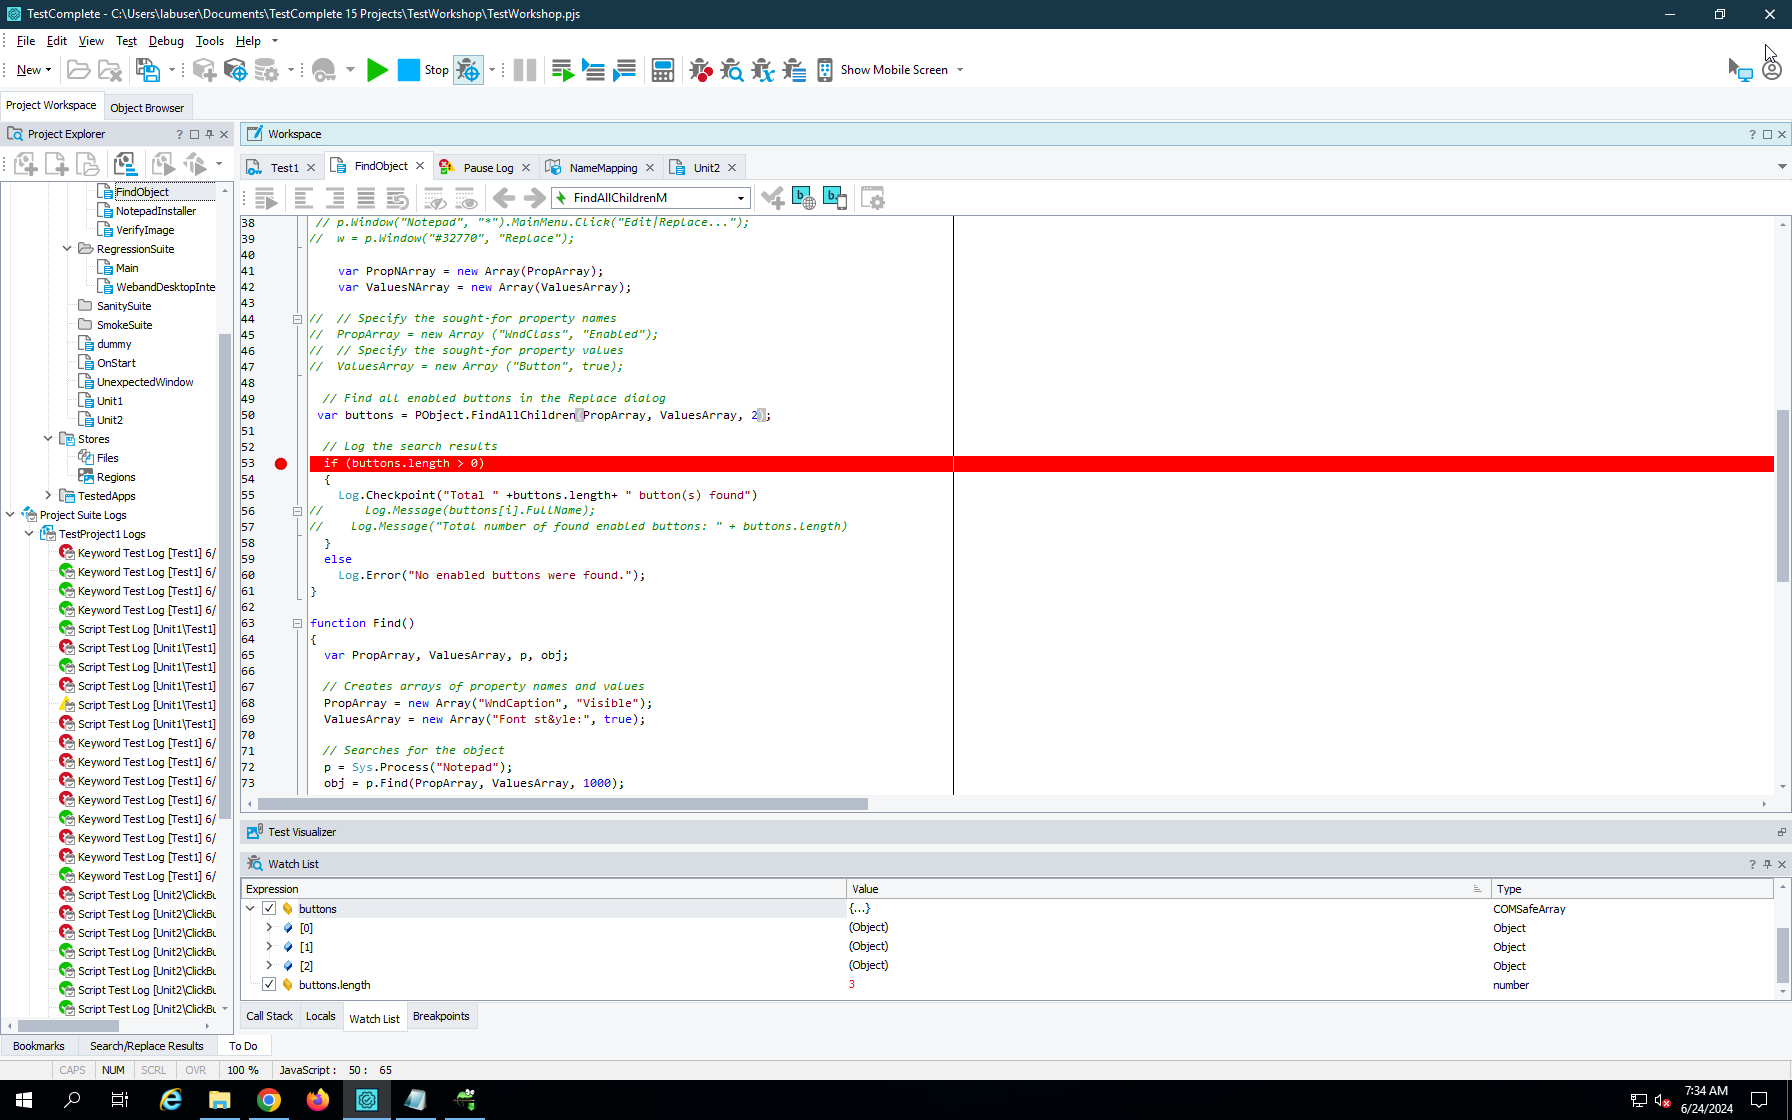 TestComplete - C:\Users\labuser\Documents\TestComplete 15 Projects\TestWorkshop\TestWorkshop.pjs
File Edit View Test Debug Tools Help
New Stop Show Mobile Screen
Project Workspace Object Browser
Project Explorer ?
Workspace ?
Test1 FindObject Pause Log NameMapping Unit2
FindAllChildrenM
FindObject
NotepadInstaller
VerifyImage
RegressionSuite
Main
WebandDesktopInte
SanitySuite
SmokeSuite
dummy
OnStart
UnexpectedWindow
Unit1
Unit2
Stores
Files
Regions
TestedApps
Project Suite Logs
TestProject1 Logs
Keyword Test Log [Test1] 6/
Keyword Test Log [Test1] 6/
Keyword Test Log [Test1] 6/
Keyword Test Log [Test1] 6/
Script Test Log [Unit1\Test1]
Script Test Log [Unit1\Test1]
Script Test Log [Unit1\Test1]
Script Test Log [Unit1\Test1]
Script Test Log [Unit1\Test1]
Script Test Log [Unit1\Test1]
Keyword Test Log [Test1] 6/
Keyword Test Log [Test1] 6/
Keyword Test Log [Test1] 6/
Keyword Test Log [Test1] 6/
Keyword Test Log [Test1] 6/
Keyword Test Log [Test1] 6/
Keyword Test Log [Test1] 6/
Keyword Test Log [Test1] 6/
Script Test Log [Unit2\ClickBu
Script Test Log [Unit2\ClickBu
Script Test Log [Unit2\ClickBu
Script Test Log [Unit2\ClickBu
Script Test Log [Unit2\ClickBu
Script Test Log [Unit2\ClickBu
Script Test Log [Unit2\ClickBu
38 // p.Window("Notepad", "*").MainMenu.Click("Edit|Replace...");
39 // w = p.Window("#32770", "Replace");
40
41 var PropNArray = new Array(PropArray);
42 var ValuesNArray = new Array(ValuesArray);
43
44 // // Specify the sought-for property names
45 // PropArray = new Array ("WndClass", "Enabled");
46 // // Specify the sought-for property values
47 // ValuesArray = new Array ("Button", true);
48
49 // Find all enabled buttons in the Replace dialog
50 var buttons = PObject.FindAllChildren(PropArray, ValuesArray, 2);
51
52 // Log the search results
53 if (buttons.length > 0)
54 {
55 Log.Checkpoint("Total " +buttons.length+ " button(s) found")
56 // Log.Message(buttons[i].FullName);
57 // Log.Message("Total number of found enabled buttons: " + buttons.length)
58 }
59 else
60 Log.Error("No enabled buttons were found.");
61 }
62
63 function Find()
64 {
65 var PropArray, ValuesArray, p, obj;
66
67 // Creates arrays of property names and values
68 PropArray = new Array("WndCaption", "Visible");
69 ValuesArray = new Array("Font st&yle:", true);
70
71 // Searches for the object
72 p = Sys.Process("Notepad");
73 obj = p.Find(PropArray, ValuesArray, 1000);
Test Visualizer
Watch List ?
Expression Value Type
buttons {...} COMSafeArray
[0] (Object) Object
[1] (Object) Object
[2] (Object) Object
buttons.length 3 number
Call Stack Locals Watch List Breakpoints
Bookmarks Search/Replace Results To Do
CAPS NUM SCRL OVR 100 % JavaScript : 50 : 65
7:34 AM
6/24/2024